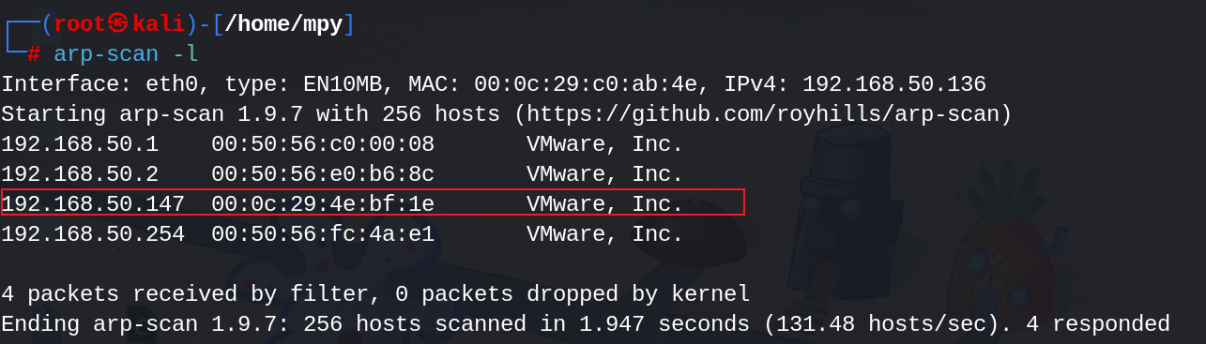 ┌──(root㉿kali)-[/home/mpy]
└─# arp-scan -l
Interface: eth0, type: EN10MB, MAC: 00:0c:29:c0:ab:4e, IPv4: 192.168.50.136
Starting arp-scan 1.9.7 with 256 hosts (https://github.com/royhills/arp-scan)
192.168.50.1    00:50:56:c0:00:08       VMware, Inc.
192.168.50.2    00:50:56:e0:b6:8c       VMware, Inc.
192.168.50.147  00:0c:29:4e:bf:1e       VMware, Inc.
192.168.50.254  00:50:56:fc:4a:e1       VMware, Inc.
4 packets received by filter, 0 packets dropped by kernel
Ending arp-scan 1.9.7: 256 hosts scanned in 1.947 seconds (131.48 hosts/sec). 4 responded